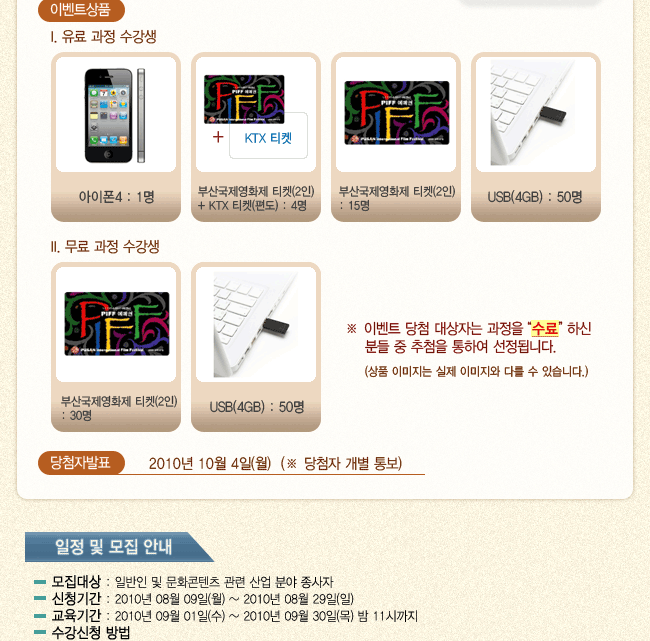 이벤트상품
I. 유료 과정 수강생
PIFF 예매권
PUSAN International Film Festival
+
KTX 티켓
PIFF 예매권
PUSAN International Film Festival
아이폰4 : 1명
부산국제영화제 티켓(2인)
+ KTX 티켓(편도) : 4명
부산국제영화제 티켓(2인)
: 15명
USB(4GB) : 50명
II. 무료 과정 수강생
PIFF 예매권
PUSAN International Film Festival
부산국제영화제 티켓(2인)
: 30명
USB(4GB) : 50명
※ 이벤트 당첨 대상자는 과정을 “수료” 하신
분들 중 추첨을 통하여 선정됩니다.
(상품 이미지는 실제 이미지와 다를 수 있습니다.)
당첨자발표 2010년 10월 4일(월) (※ 당첨자 개별 통보)
일정 및 모집 안내
모집대상 : 일반인 및 문화콘텐츠 관련 산업 분야 종사자
신청기간 : 2010년 08월 09일(월) ~ 2010년 08월 29일(일)
교육기간 : 2010년 09월 01일(수) ~ 2010년 09월 30일(목) 밤 11시까지
수강신청 방법